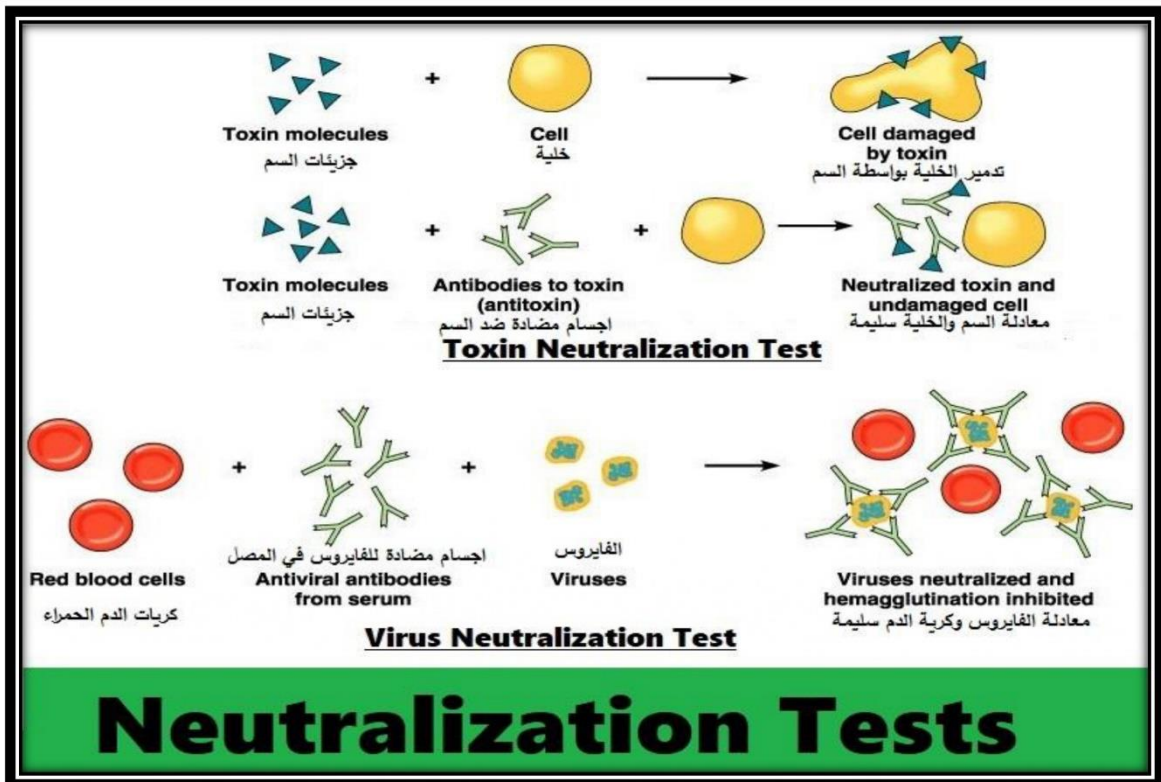 Toxin molecules
جزيئات السم
+
Cell
خلية
Cell damaged
by toxin
تدمير الخلية بواسطة السم
Toxin molecules
جزيئات السم
+
Antibodies to toxin
(antitoxin)
اجسام مضادة ضد السم
+
Neutralized toxin and
undamaged cell
معادلة السم والخلية سليمة
Toxin Neutralization Test
Red blood cells
كريات الدم الحمراء
+
اجسام مضادة للفايروس في المصل
Antiviral antibodies
from serum
+
الفايروس
Viruses
Viruses neutralized and
hemagglutination inhibited
معادلة الفايروس وكرية الدم سليمة
Virus Neutralization Test
Neutralization Tests